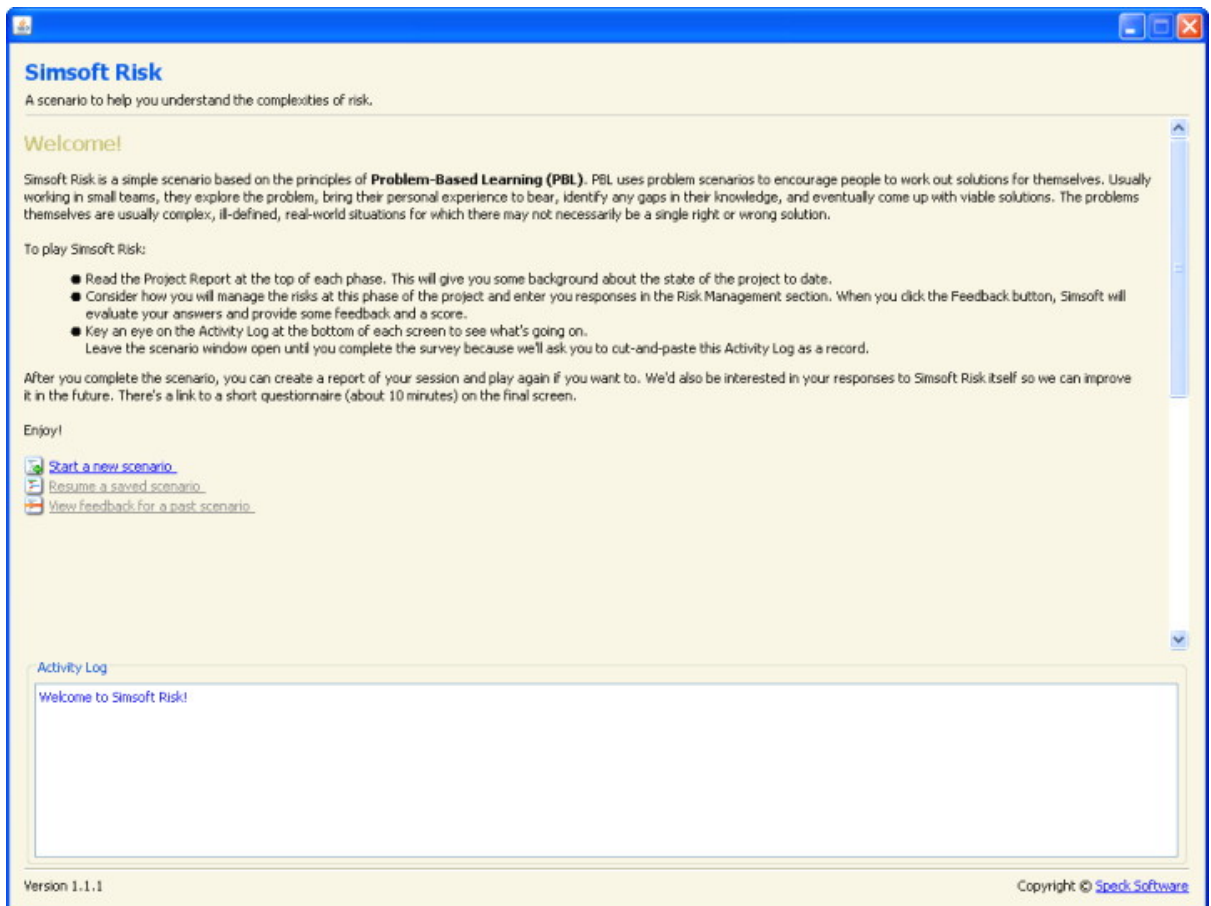 Simsoft Risk
A scenario to help you understand the complexities of risk.
Welcome!
Simsoft Risk is a simple scenario based on the principles of Problem-Based Learning (PBL). PBL uses problem scenarios to encourage people to work out solutions for themselves. Usually
working in small teams, they explore the problem, bring their personal experience to bear, identify any gaps in their knowledge, and eventually come up with viable solutions. The problems
themselves are usually complex, ill-defined, real-world situations for which there may not necessarily be a single right or wrong solution.
To play Simsoft Risk:
● Read the Project Report at the top of each phase. This will give you some background about the state of the project to date.
● Consider how you will manage the risks at this phase of the project and enter you responses in the Risk Management section. When you click the Feedback button, Simsoft will
evaluate your answers and provide some feedback and a score.
● Key an eye on the Activity Log at the bottom of each screen to see what's going on.
Leave the scenario window open until you complete the survey because we'll ask you to cut-and-paste this Activity Log as a record.
After you complete the scenario, you can create a report of your session and play again if you want to. We'd also be interested in your responses to Simsoft Risk itself so we can improve
it in the future. There's a link to a short questionnaire (about 10 minutes) on the final screen.
Enjoy!
Start a new scenario
Resume a saved scenario
View feedback for a past scenario
Activity Log
Welcome to Simsoft Risk!
Version 1.1.1
Copyright © Speck Software